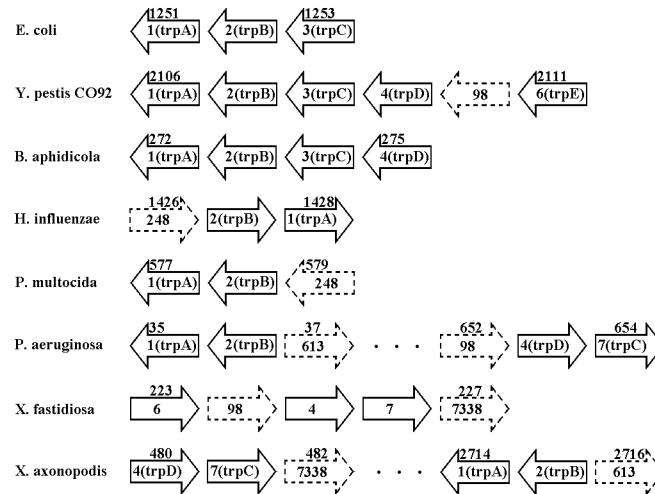 1251 1253
E. coli 1(trpA) 2(trpB) 3(trpC)
2106 2111
Y. pestis CO92 1(trpA) 2(trpB) 3(trpC) 4(trpD) 98 6(trpE)
272 275
B. aphidicola 1(trpA) 2(trpB) 3(trpC) 4(trpD)
1426 1428
H. influenzae 248 2(trpB) 1(trpA)
577 579
P. multocida 1(trpA) 2(trpB) 248
35 37 652 654
P. aeruginosa 1(trpA) 2(trpB) 613 . . . 98 4(trpD) 7(trpC)
223 227
X. fastidiosa 6 98 4 7 7338
480 482 2714 2716
X. axonopodis 4(trpD) 7(trpC) 7338 . . . 1(trpA) 2(trpB) 613